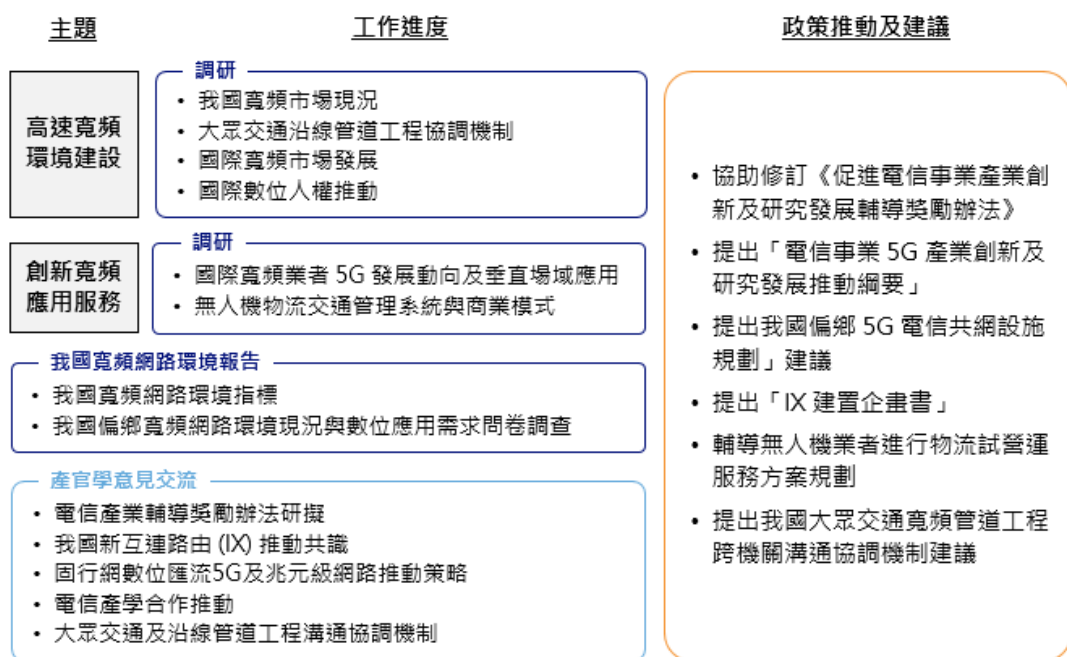 主題
工作進度
政策推動及建議
高速寬頻
環境建設
調研
• 我國寬頻市場現況
• 大眾交通沿線管道工程協調機制
• 國際寬頻市場發展
• 國際數位人權推動
創新寬頻
應用服務
調研
• 國際寬頻業者 5G 發展動向及垂直場域應用
• 無人機物流交通管理系統與商業模式
我國寬頻網路環境報告
• 我國寬頻網路環境指標
• 我國偏鄉寬頻網路環境現況與數位應用需求問卷調查
產官學意見交流
• 電信產業輔導獎勵辦法研擬
• 我國新互連路由 (IX) 推動共識
• 固行網數位匯流5G及兆元級網路推動策略
• 電信產學合作推動
• 大眾交通及沿線管道工程溝通協調機制
• 協助修訂《促進電信事業產業創
新及研究發展輔導獎勵辦法》
• 提出「電信事業 5G 產業創新及
研究發展推動綱要」
• 提出我國偏鄉 5G 電信共網設施
規劃」建議
• 提出「IX 建置企畫書」
• 輔導無人機業者進行物流試營運
服務方案規劃
• 提出我國大眾交通寬頻管道工程
跨機關溝通協調機制建議